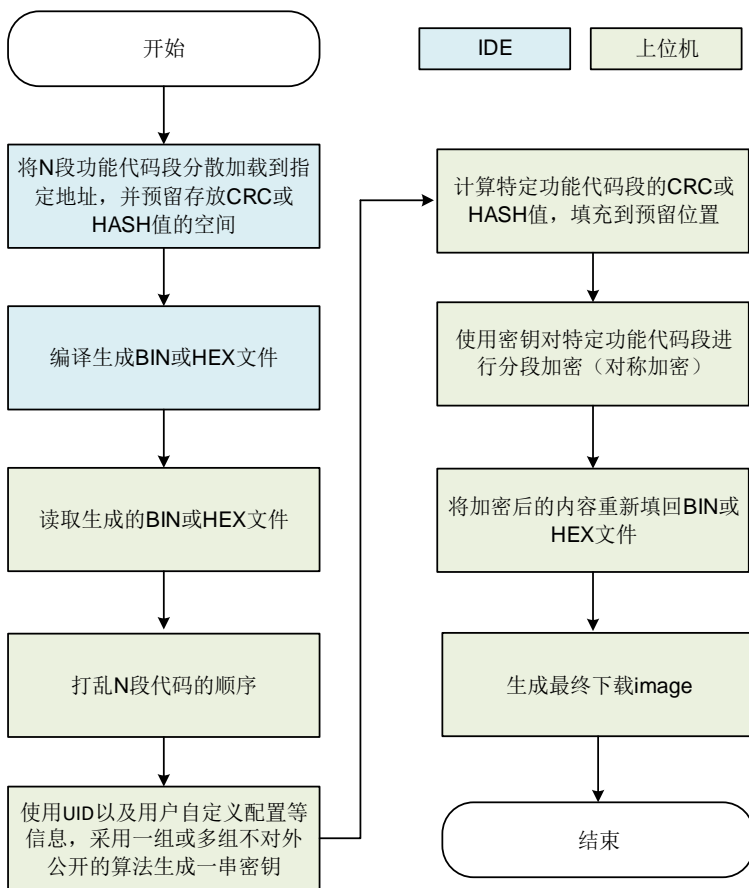 开始
IDE
上位机
将N段功能代码段分散加载到指
定地址，并预留存放CRC或
HASH值的空间
编译生成BIN或HEX文件
读取生成的BIN或HEX文件
打乱N段代码的顺序
使用UID以及用户自定义配置等
信息，采用一组或多组不对外
公开的算法生成一串密钥
计算特定功能代码段的CRC或
HASH值，填充到预留位置
使用密钥对特定功能代码段进
行分段加密（对称加密）
将加密后的内容重新填回BIN或
HEX文件
生成最终下载image
结束